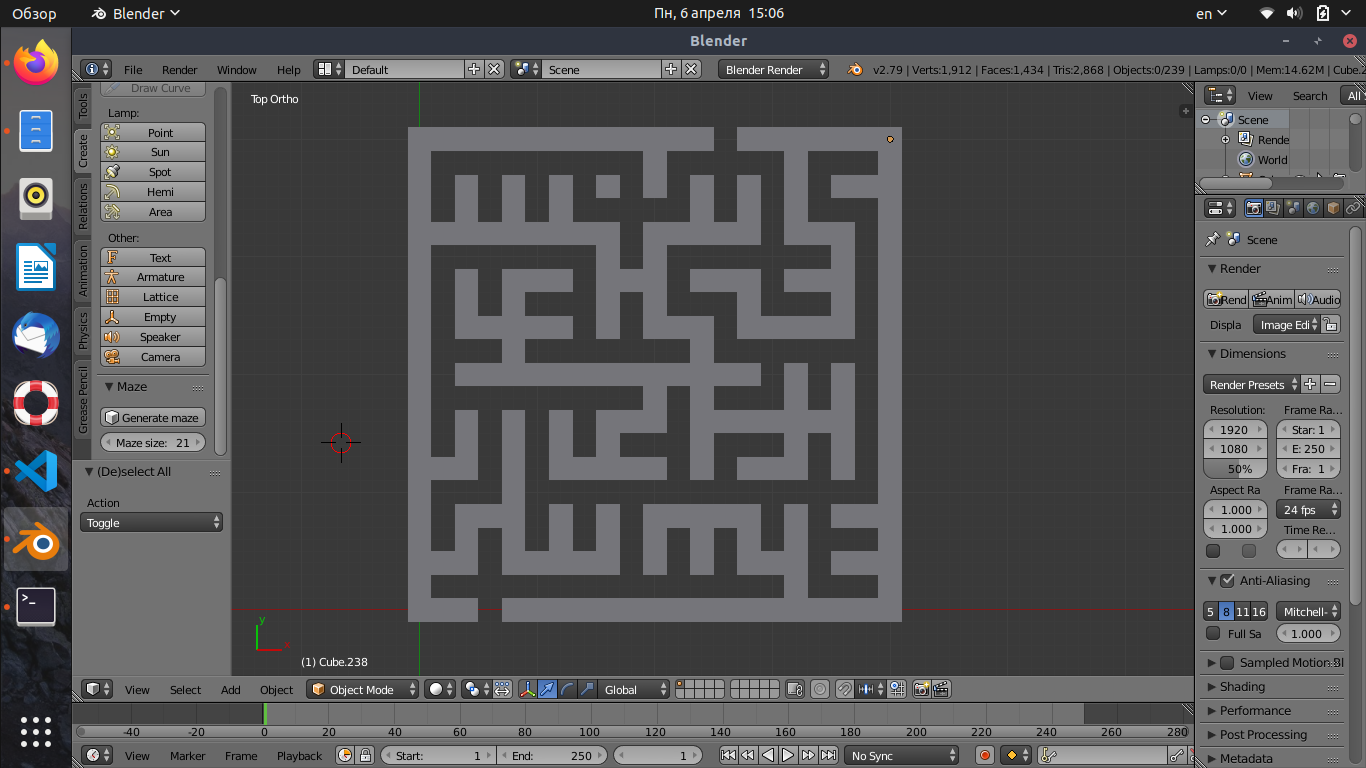 Обзор Blender Пн, 6 апреля 15:06 en
Blender
File Render Window Help Default Scene Blender Render v2.79 | Verts:1,912 | Faces:1,434 | Tris:2,868 | Objects:0/239 | Lamps:0/0 | Mem:14.62M | Cube.2
Tools
Create
Relations
Animation
Physics
Grease Pencil
Draw Curve
Lamp:
Point
Sun
Spot
Hemi
Area
Other:
Text
Armature
Lattice
Empty
Speaker
Camera
Maze
Generate maze
Maze size: 21
(De)select All
Action
Toggle
Top Ortho
y
x
(1) Cube.238
View Select Add Object Object Mode Global
-40 -20 0 20 40 60 80 100 120 140 160 180 200 220 240 260 280
View Marker Frame Playback Start: 1 End: 250 1 No Sync
View Search All S
Scene
Rende
World
Scene
Render
Rend Anim Audio
Displa Image Edi
Dimensions
Render Presets
Resolution: Frame Ra...
1920 Star: 1
1080 E: 250
50% Fra: 1
Aspect Ra Frame Ra...
1.000 24 fps
1.000 Time Re...
Anti-Aliasing
5 8 11 16 Mitchell-
Full Sa 1.000
Sampled Motion Bl
Shading
Performance
Post Processing
Metadata